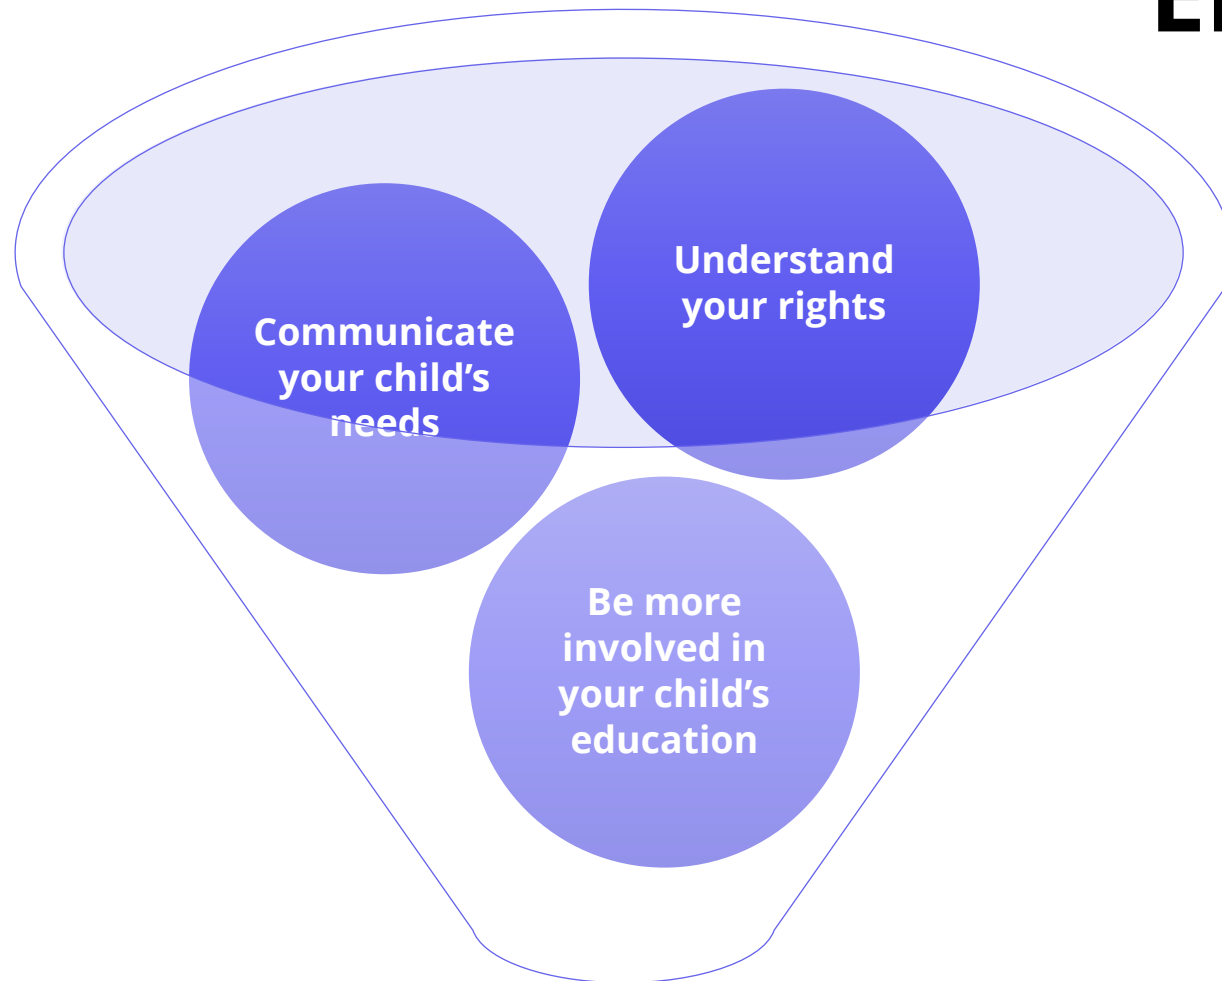 Understand
your rights
Communicate
your child’s
needs
Be more
involved in
your child’s
education